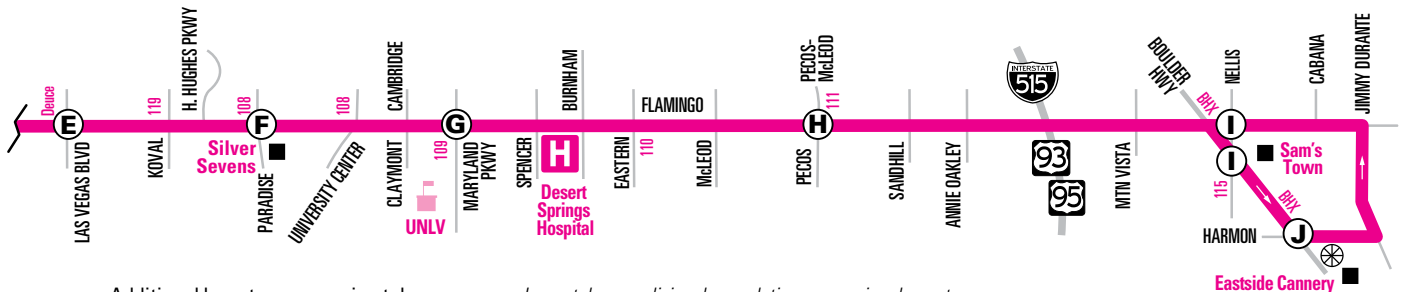 Deuce
E
LAS VEGAS BLVD
119
KOVAL
H. HUGHES PKWY
108
F
Silver
Sevens
PARADISE
108
UNIVERSITY CENTER
CAMBRIDGE
CLAYMONT
UNLV
109
G
MARYLAND
PKWY
SPENCER
H
Desert
Springs
Hospital
BURNHAM
EASTERN
110
FLAMINGO
McLEOD
PECOS-
McLEOD
111
H
PECOS
SANDHILL
ANNIE OAKLEY
INTERSTATE
515
93
95
MTN VISTA
BOULDER
HWY
BHX
NELLIS
I
I
115
Sam's
Town
CABANA
JIMMY DURANTE
BHX
HARMON
J
Eastside Cannery